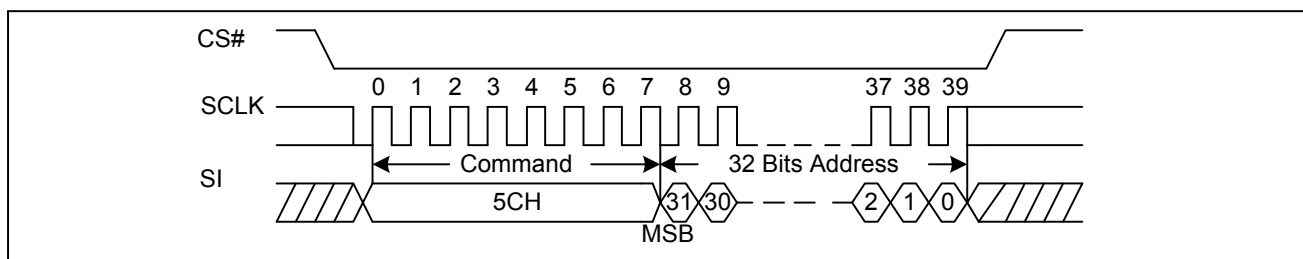 CS#
0 1 2 3 4 5 6 7 8 9 37 38 39
SCLK
Command 32 Bits Address
SI
5CH 31 30 2 1 0
MSB